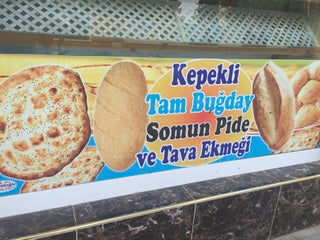 Kepekli
Tam Buğday
Somun Pide
ve Tava Ekmeği